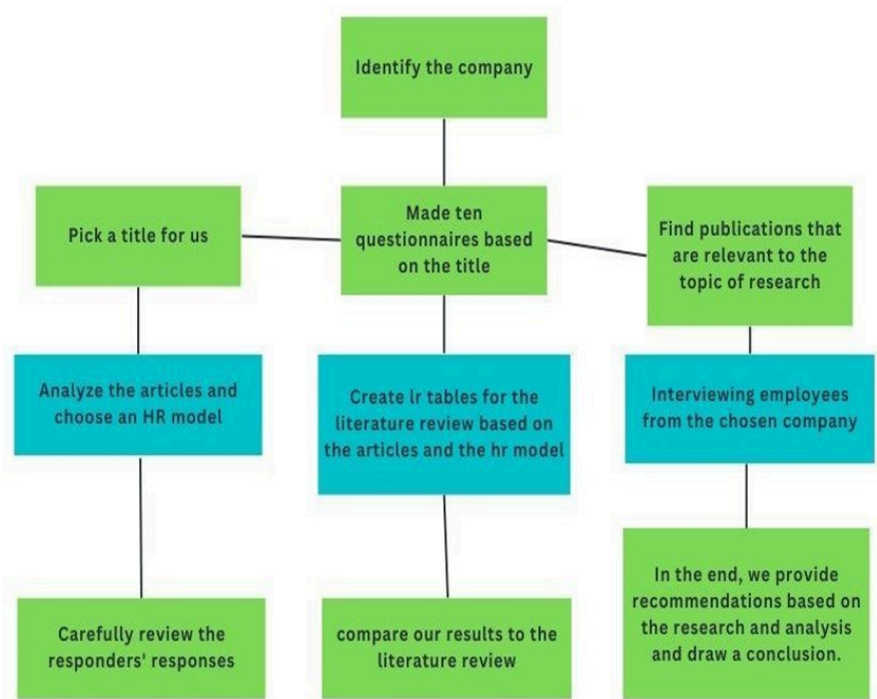 Identify the company
Pick a title for us
Made ten
questionnaires based
on the title
Find publications that
are relevant to the
topic of research
Analyze the articles and
choose an HR model
Create lr tables for the
literature review based on
the articles and the hr model
Interviewing employees
from the chosen company
Carefully review the
responders' responses
compare our results to the
literature review
In the end, we provide
recommendations based on
the research and analysis
and draw a conclusion.